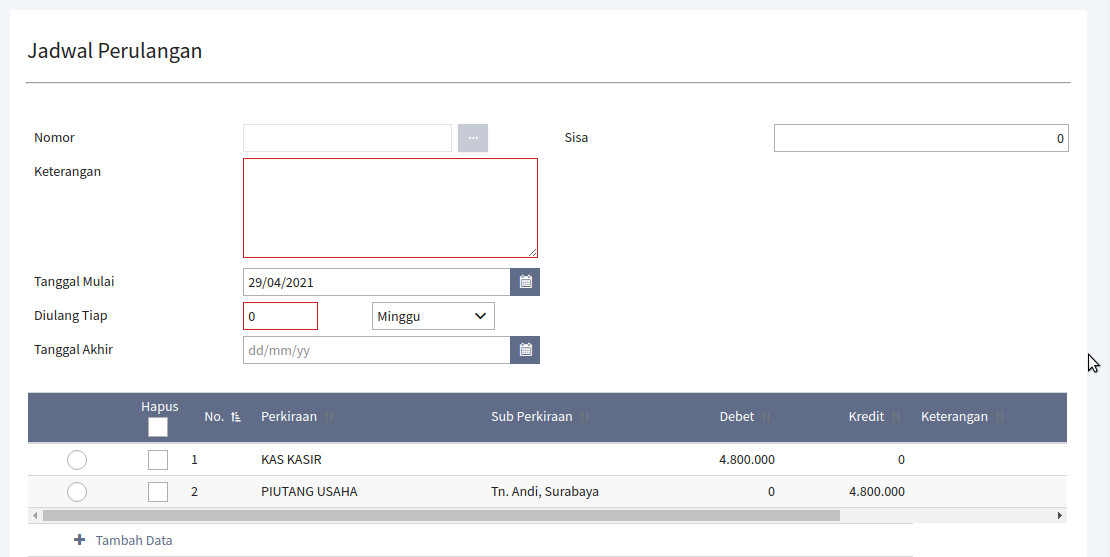 Jadwal Perulangan
Nomor ... Sisa 0
Keterangan
Tanggal Mulai 29/04/2021
Diulang Tiap 0 Minggu
Tanggal Akhir dd/mm/yy
Hapus No. Perkiraan Sub Perkiraan Debet Kredit Keterangan
1 KAS KASIR 4.800.000 0
2 PIUTANG USAHA Tn. Andi, Surabaya 0 4.800.000
Tambah Data